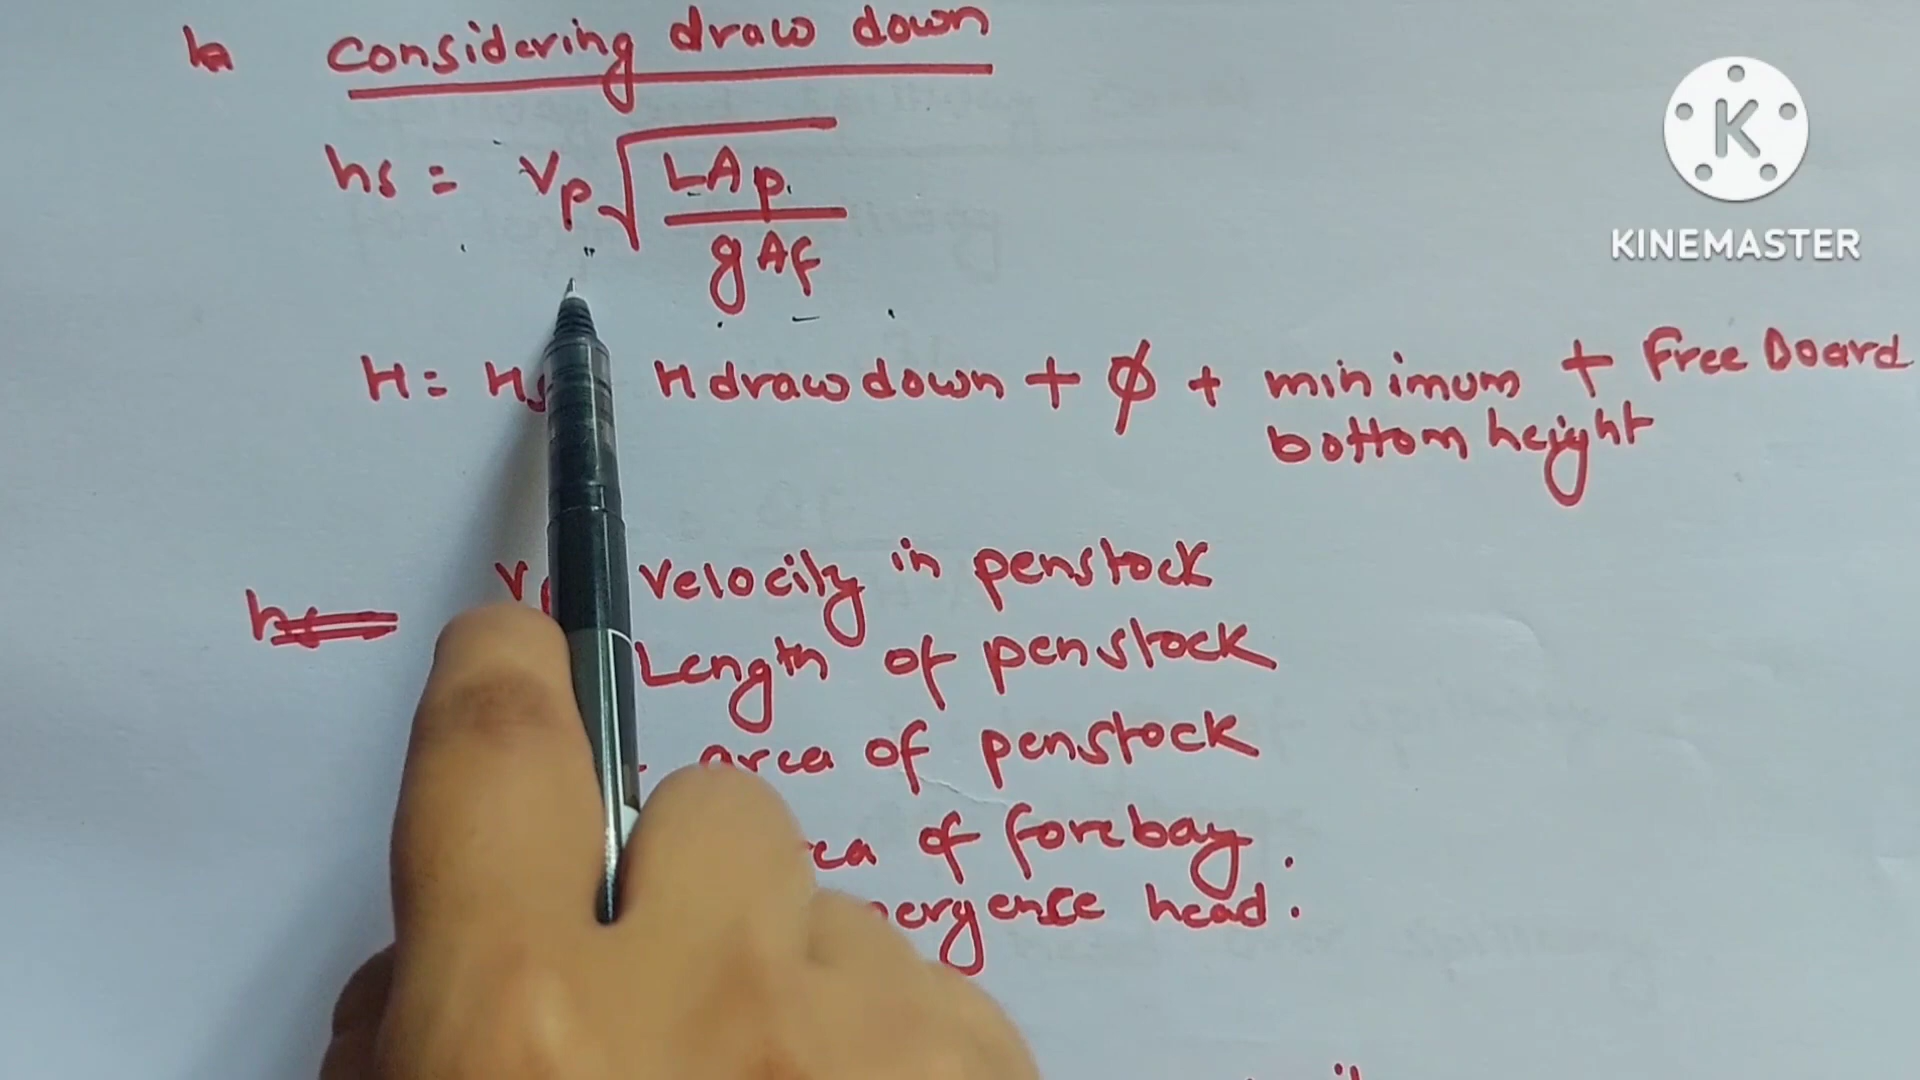 Considering draw down
hs = Vp √ LAp / gAf
H = Hs H drawdown + φ + minimum bottom height + Free Board
Velocity in penstock
Length of penstock
area of penstock
of forebay.
head.
K
KINEMASTER